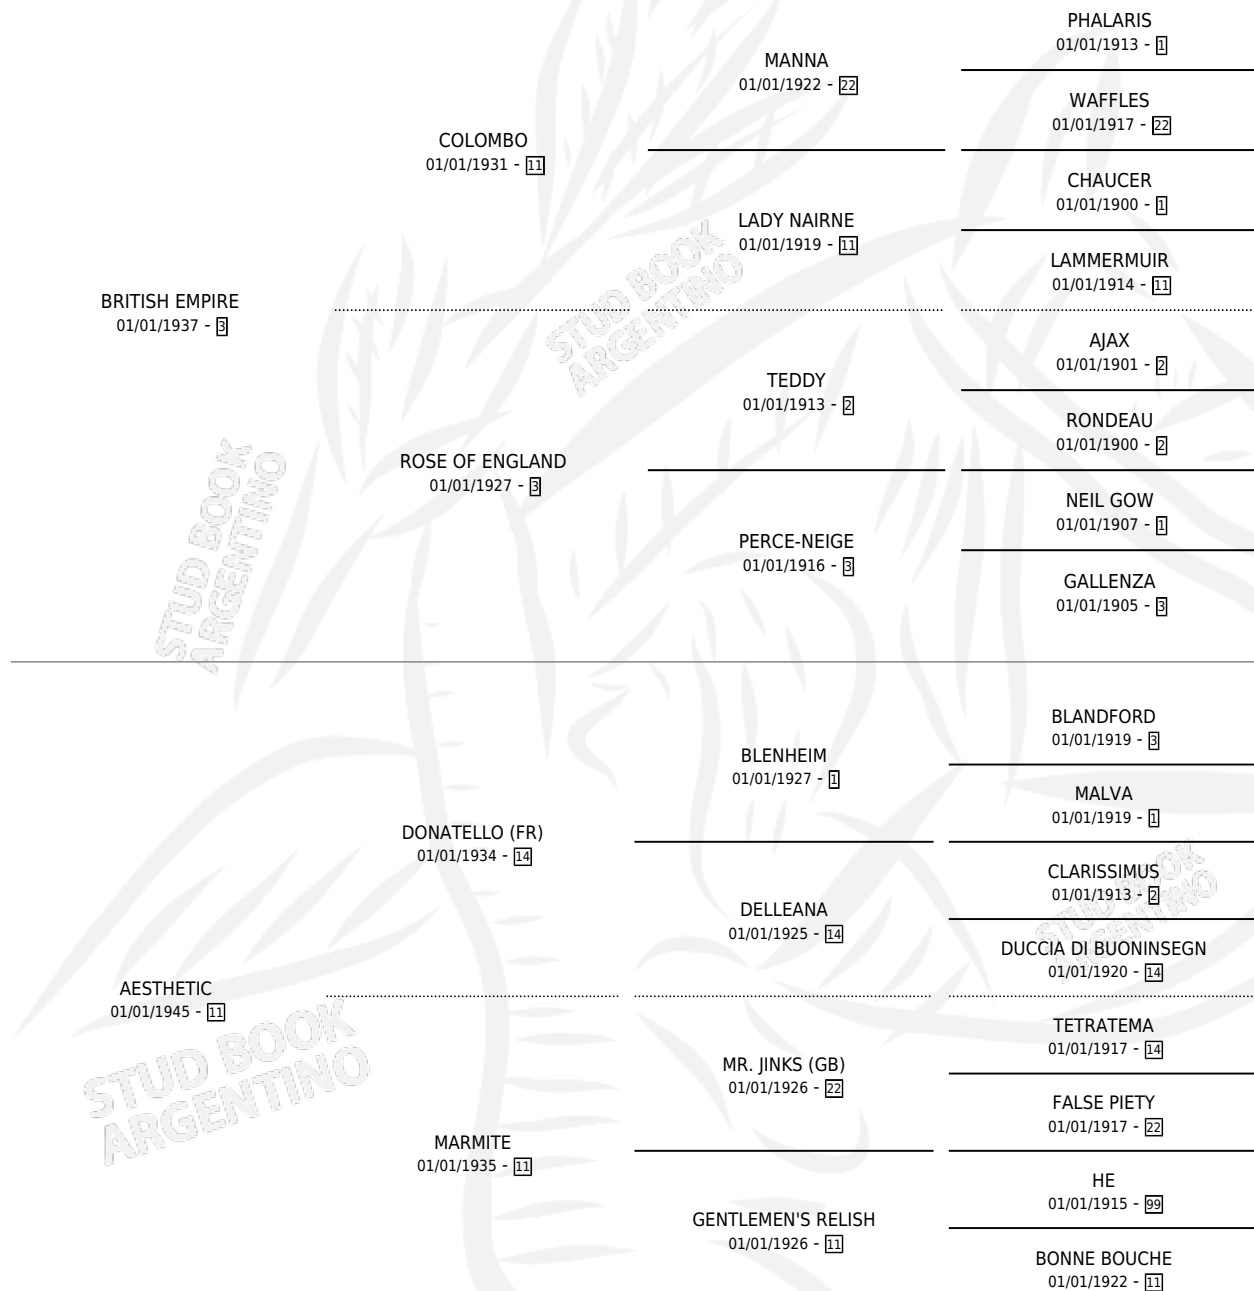 PHALARIS
01/01/1913 - 1
MANNA
01/01/1922 - 22
WAFFLES
01/01/1917 - 22
COLOMBO
01/01/1931 - 11
CHAUCER
01/01/1900 - 1
LADY NAIRNE
01/01/1919 - 11
LAMMERMUIR
01/01/1914 - 11
BRITISH EMPIRE
01/01/1937 - 3
STUD BOOK
ARGENTINO
AJAX
01/01/1901 - 2
TEDDY
01/01/1913 - 2
RONDEAU
01/01/1900 - 2
ROSE OF ENGLAND
01/01/1927 - 3
NEIL GOW
01/01/1907 - 1
PERCE-NEIGE
01/01/1916 - 3
GALLENZA
01/01/1905 - 3
STUD BOOK
ARGENTINO
BLANDFORD
01/01/1919 - 3
BLENHEIM
01/01/1927 - 1
MALVA
01/01/1919 - 1
DONATELLO (FR)
01/01/1934 - 14
CLARISSIMUS
01/01/1913 - 2
DELLEANA
01/01/1925 - 14
DUCCIA DI BUONINSEGN
01/01/1920 - 14
STUD BOOK
ARGENTINO
AESTHETIC
01/01/1945 - 11
STUD BOOK
ARGENTINO
TETRATEMA
01/01/1917 - 14
MR. JINKS (GB)
01/01/1926 - 22
FALSE PIETY
01/01/1917 - 22
MARMITE
01/01/1935 - 11
HE
01/01/1915 - 99
GENTLEMEN'S RELISH
01/01/1926 - 11
BONNE BOUCHE
01/01/1922 - 11